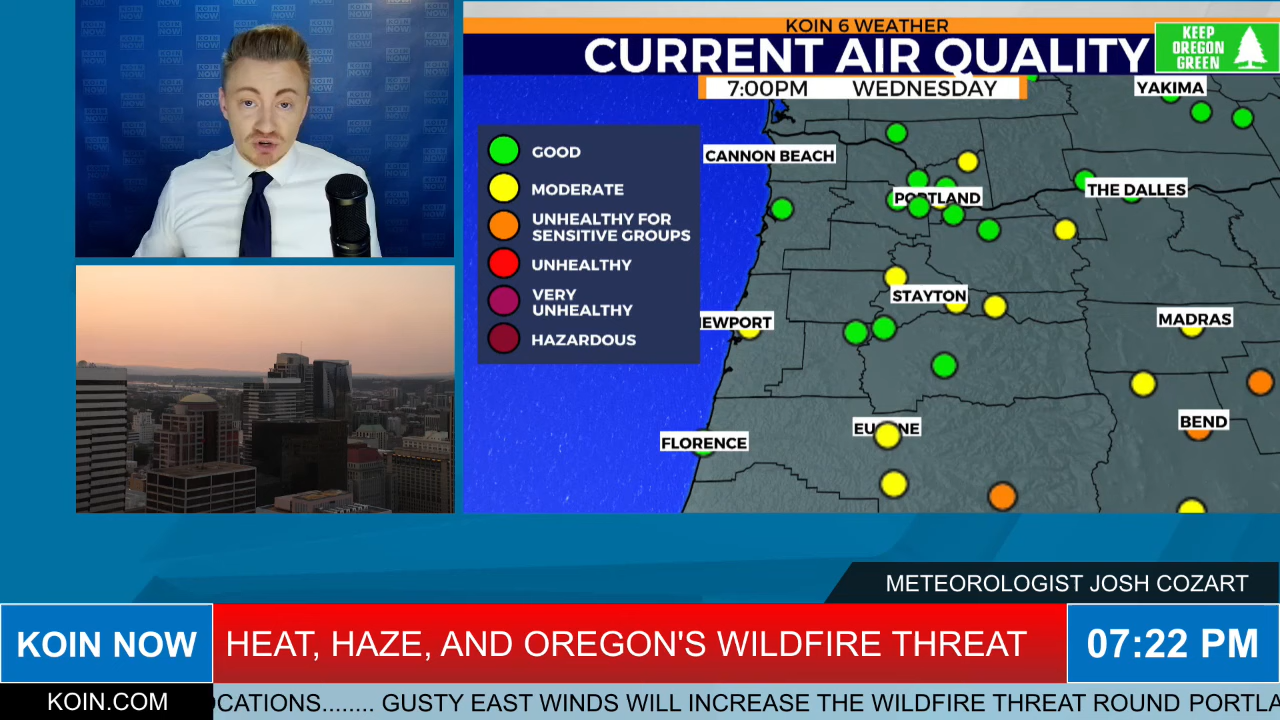 KOIN 6 WEATHER
CURRENT AIR QUALITY
KEEP
OREGON
GREEN
7:00PM WEDNESDAY
YAKIMA
CANNON BEACH
THE DALLES
PORTLAND
GOOD
MODERATE
UNHEALTHY FOR
SENSITIVE GROUPS
UNHEALTHY
VERY
UNHEALTHY
HAZARDOUS
STAYTON
EWPORT
MADRAS
BEND
FLORENCE
METEOROLOGIST JOSH COZART
KOIN NOW
HEAT, HAZE, AND OREGON'S WILDFIRE THREAT
07:22 PM
KOIN.COM
OCATIONS........ GUSTY EAST WINDS WILL INCREASE THE WILDFIRE THREAT ROUND PORTLA